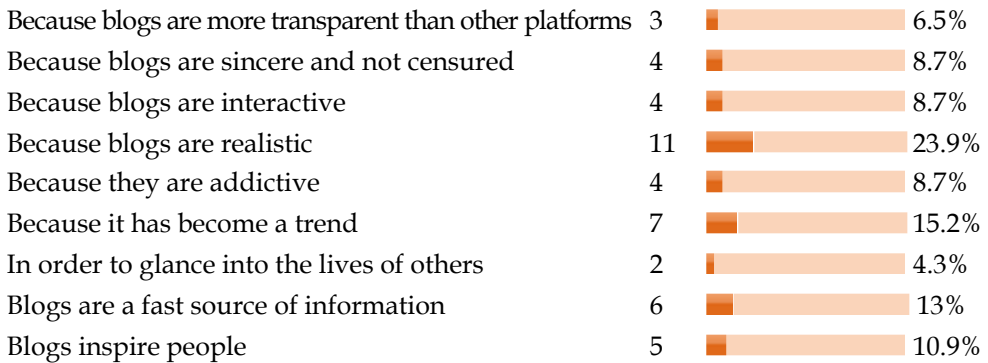 Because blogs are more transparent than other platforms 3 6.5%
Because blogs are sincere and not censured 4 8.7%
Because blogs are interactive 4 8.7%
Because blogs are realistic 11 23.9%
Because they are addictive 4 8.7%
Because it has become a trend 7 15.2%
In order to glance into the lives of others 2 4.3%
Blogs are a fast source of information 6 13%
Blogs inspire people 5 10.9%